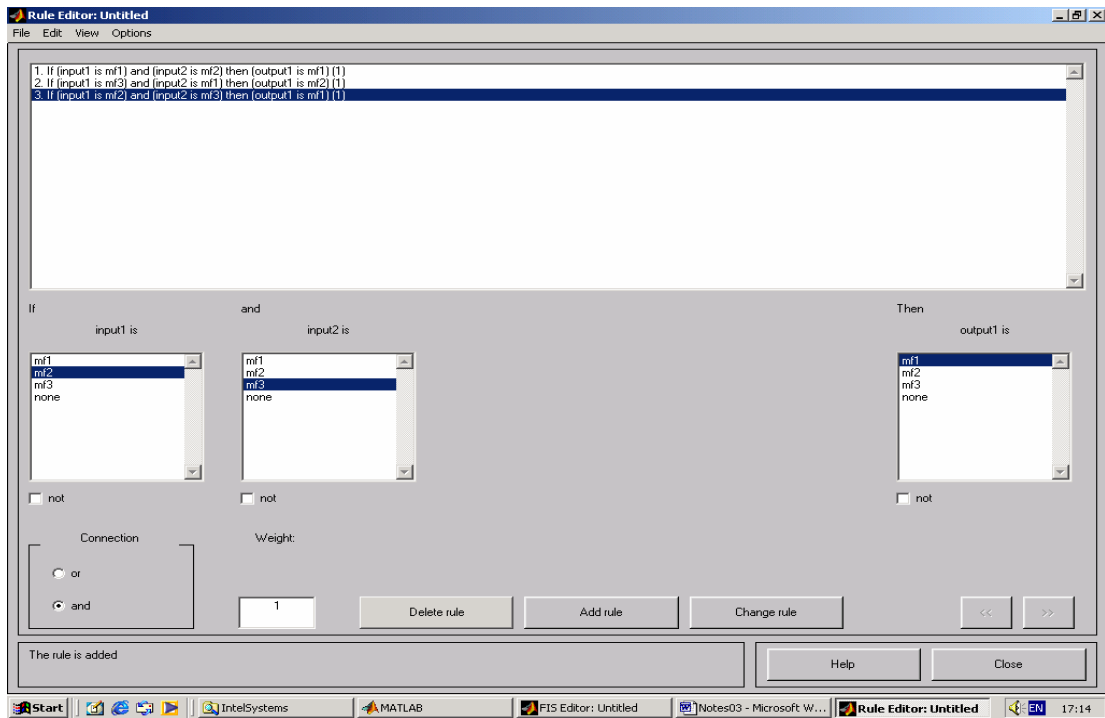 Rule Editor: Untitled
File Edit View Options
1. If (input1 is mf1) and (input2 is mf2) then (output1 is mf1) (1)
2. If (input1 is mf3) and (input2 is mf1) then (output1 is mf2) (1)
3. If (input1 is mf2) and (input2 is mf3) then (output1 is mf1) (1)
If and Then
input1 is input2 is output1 is
mf1 mf1 mf1
mf2 mf2 mf2
mf3 mf3 mf3
none none none
not not not
Connection Weight:
or
and 1 Delete rule Add rule Change rule << >>
The rule is added Help Close
Start IntelSystems MATLAB FIS Editor: Untitled Notes03 - Microsoft W... Rule Editor: Untitled EN 17:14